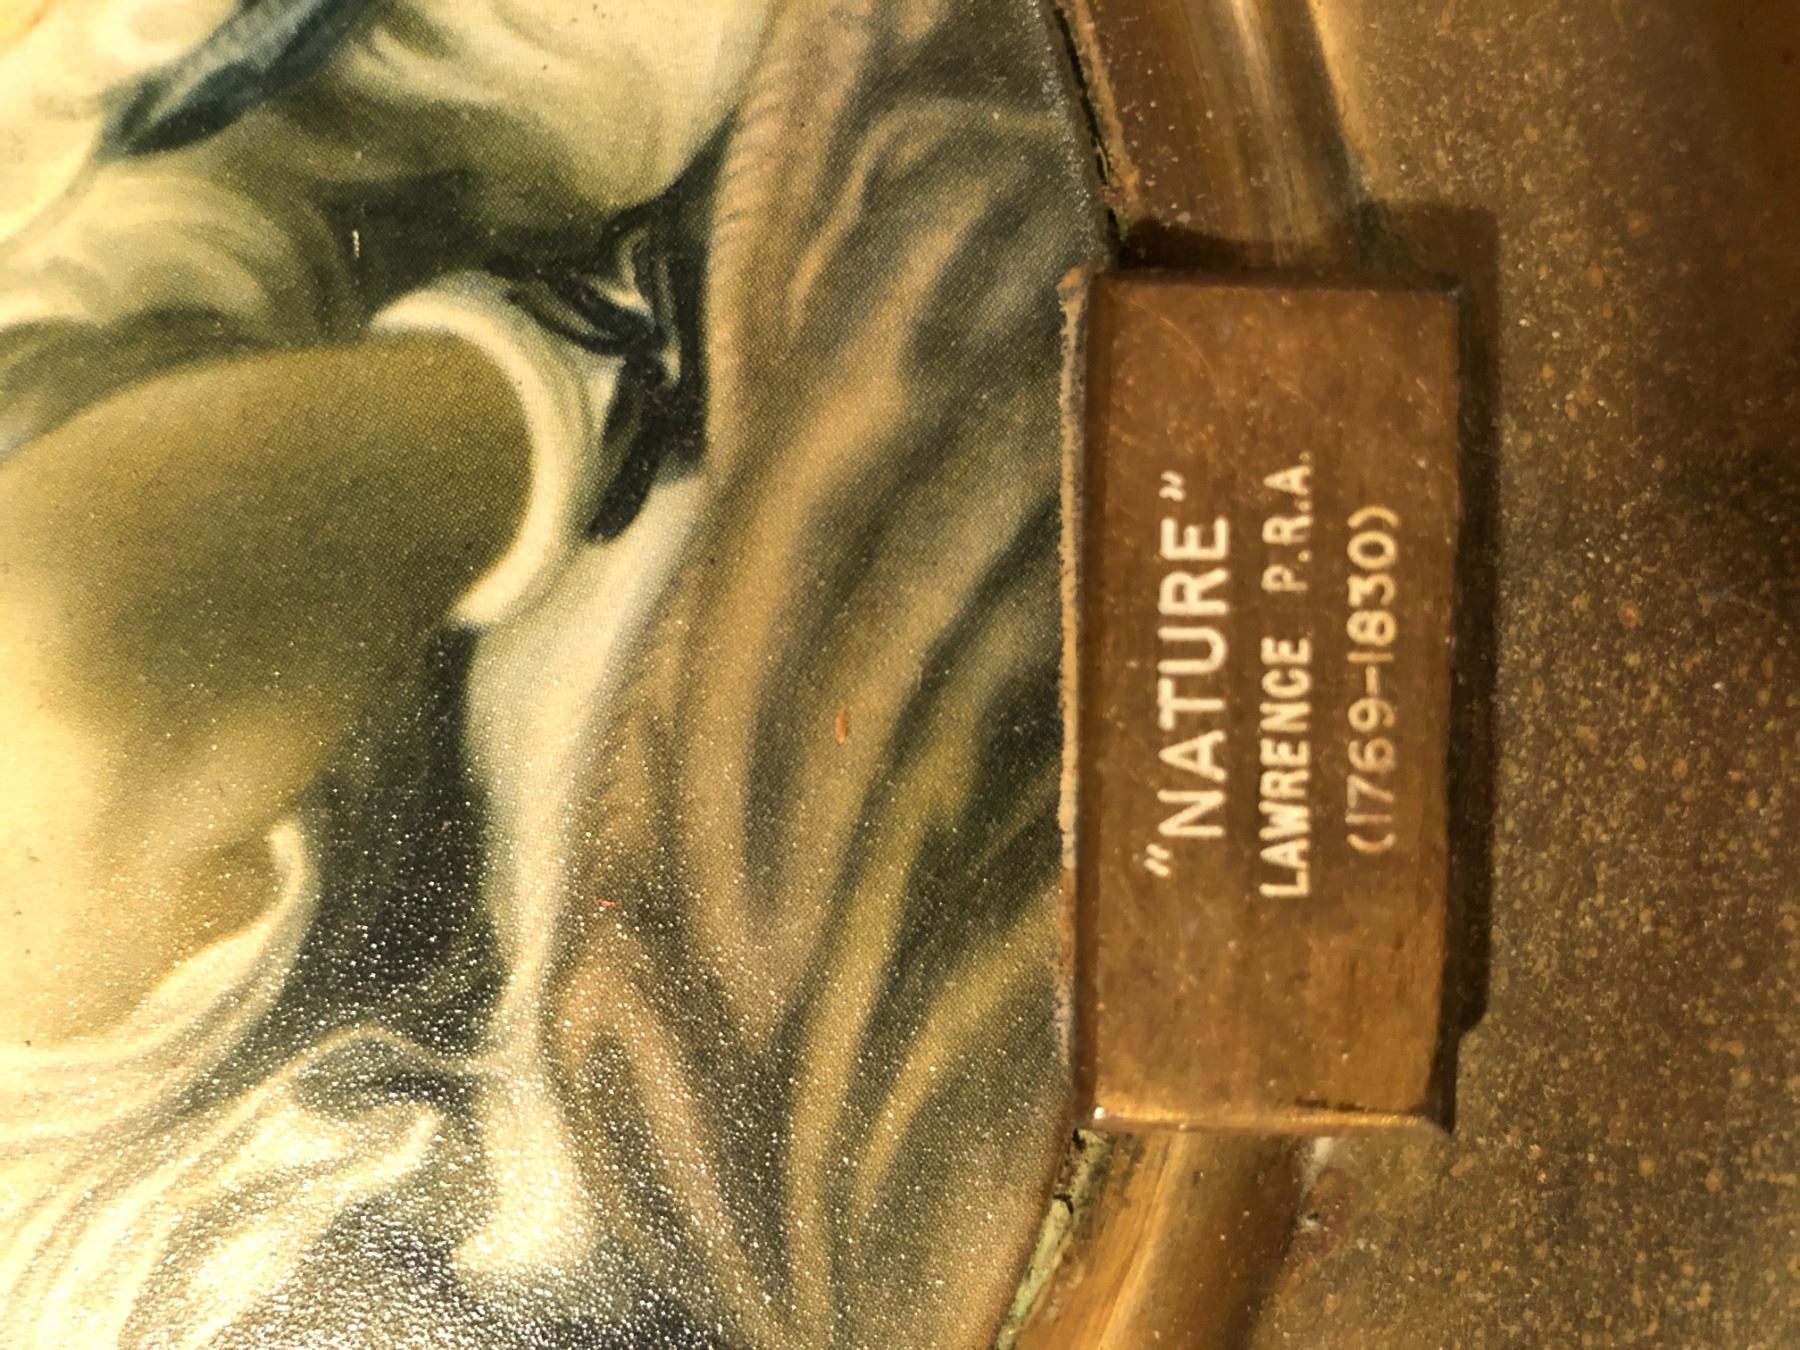 "NATURE"
LAWRENCE P.R.A.
(1769-1830)